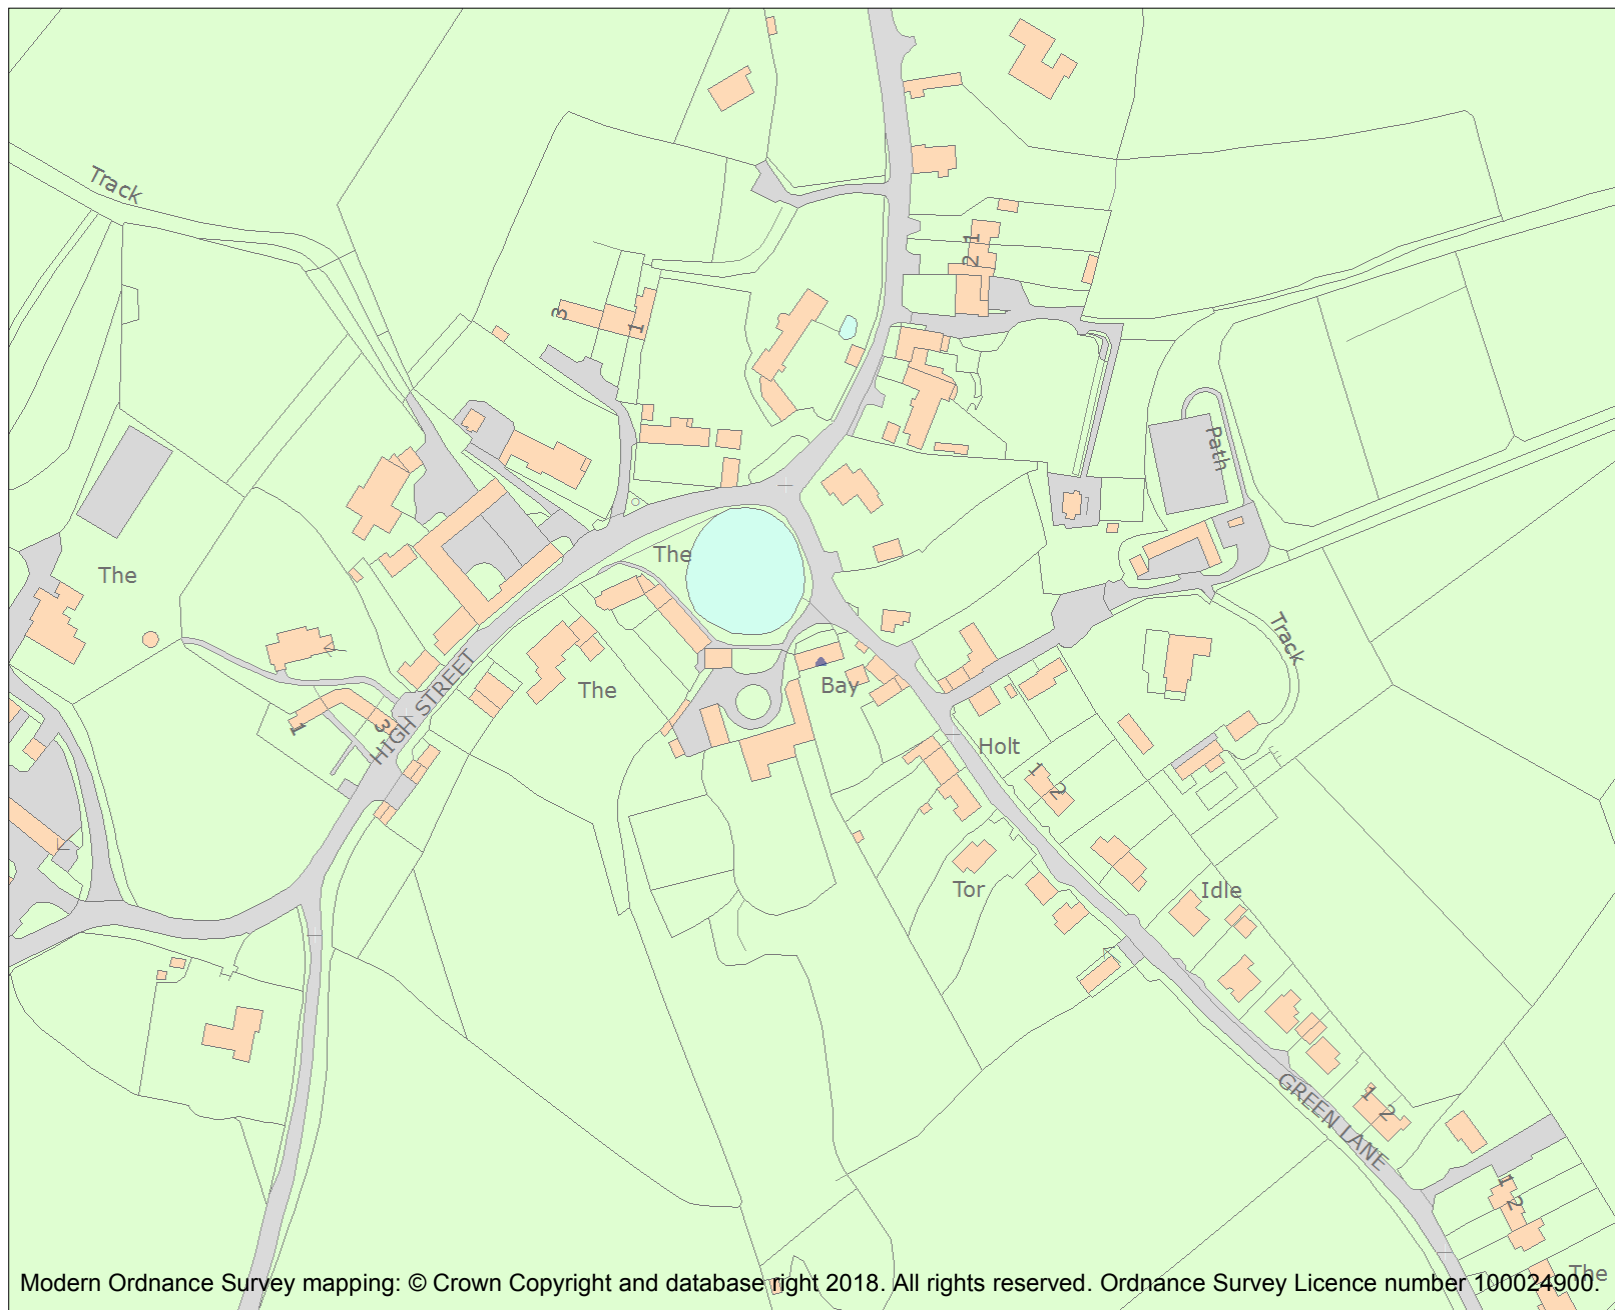 Track
1
2
3
1
Path
The
The
Track
The
Bay
1
3
HIGH STREET
Holt
1
2
Tor
Idle
GREEN LANE
1
2
1
2
The
Modern Ordnance Survey mapping: © Crown Copyright and database right 2018. All rights reserved. Ordnance Survey Licence number 100024900.